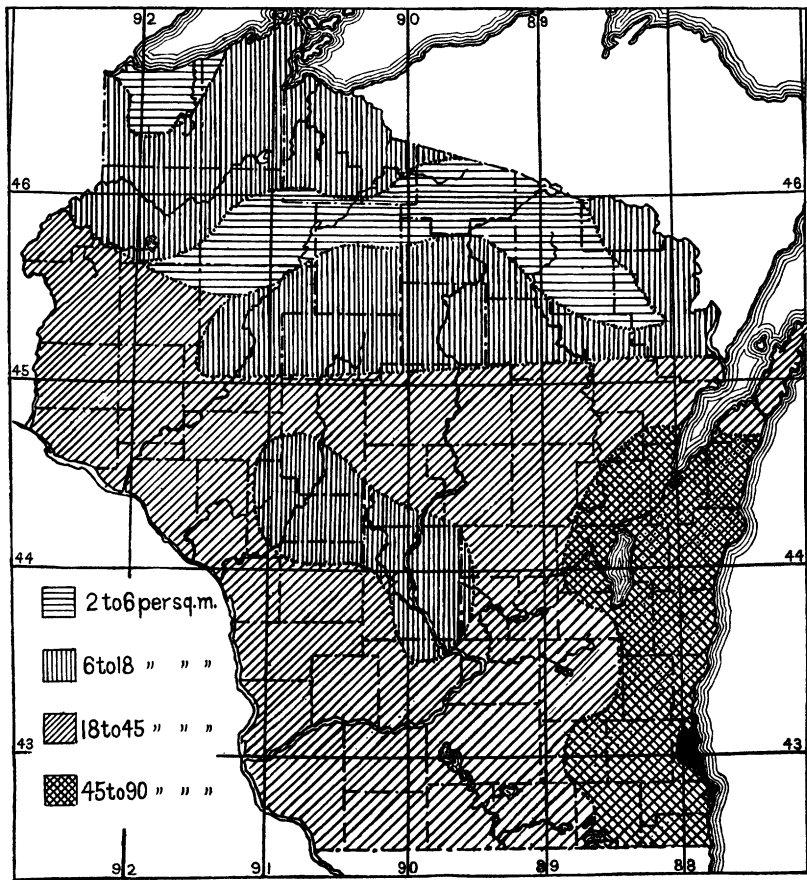 92 90 89
46 46
45
44 44
2 to 6 per sq. m.
6 to 18 " " "
18 to 45 " " "
43 43
45 to 90 " " "
92 91 90 89 88